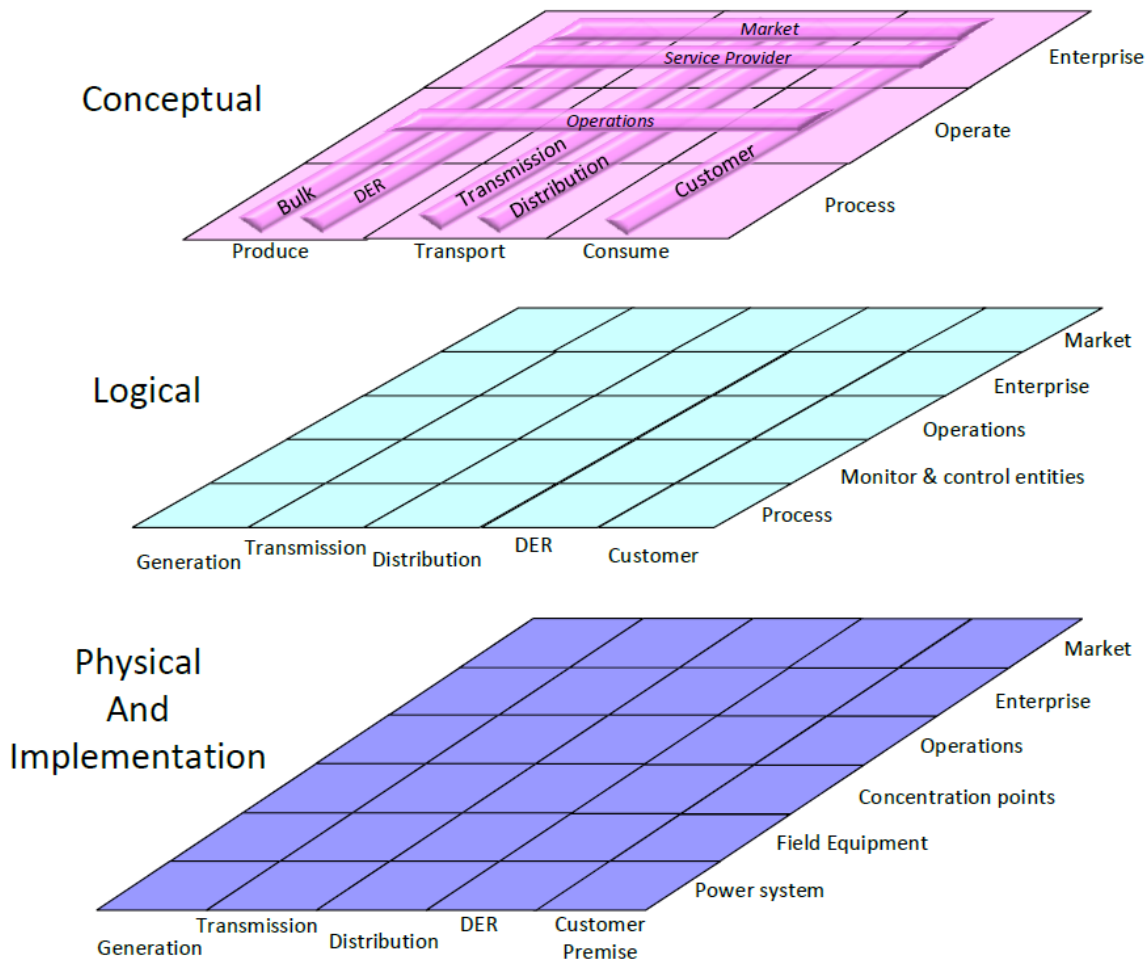 Market
Service Provider
Enterprise
Conceptual
Operations
Operate
Transmission
Customer
Bulk
DER
Distribution
Process
Produce
Transport
Consume
Market
Logical
Enterprise
Operations
Monitor & control entities
Process
Generation
Transmission
Distribution
DER
Customer
Physical
And
Implementation
Market
Enterprise
Operations
Concentration points
Field Equipment
Power system
Generation
Transmission
Distribution
DER
Customer
Premise